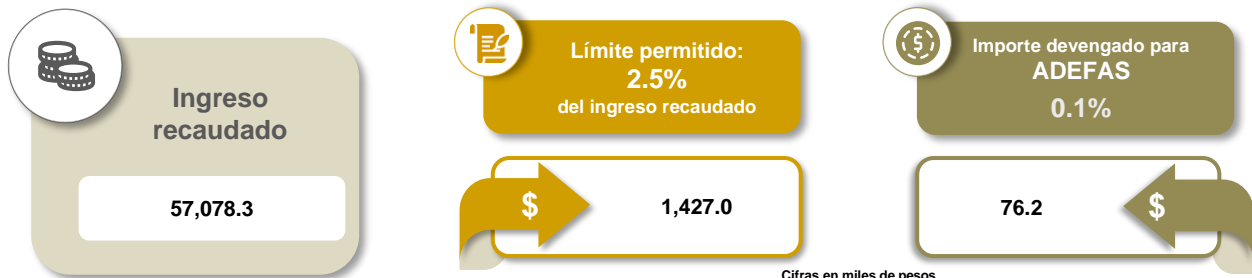 Ingreso
recaudado
57,078.3
Límite permitido:
2.5%
del ingreso recaudado
$
1,427.0
Importe devengado para
ADEFAS
0.1%
76.2
$
Cifras en miles de pesos